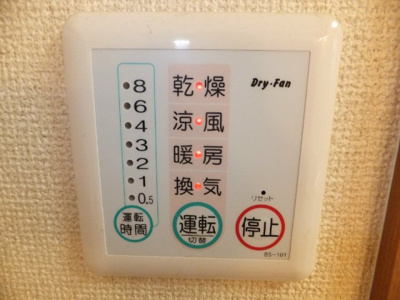 Dry・Fan
8
6
4
3
2
1
0.5
乾燥
涼風
暖房
換気
リセット
運転
時間
運転
切替
停止
BS-101